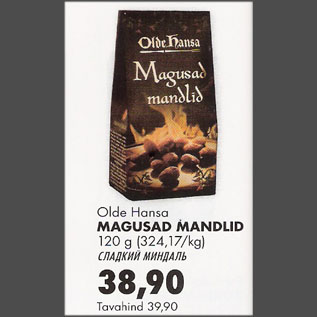 Olde Hansa
Magusad
mandlid
Olde Hansa
MAGUSAD MANDLID
120 g (324,17/kg)
СЛАДКИЙ МИНДАЛЬ
38,90
Tavahind 39,90